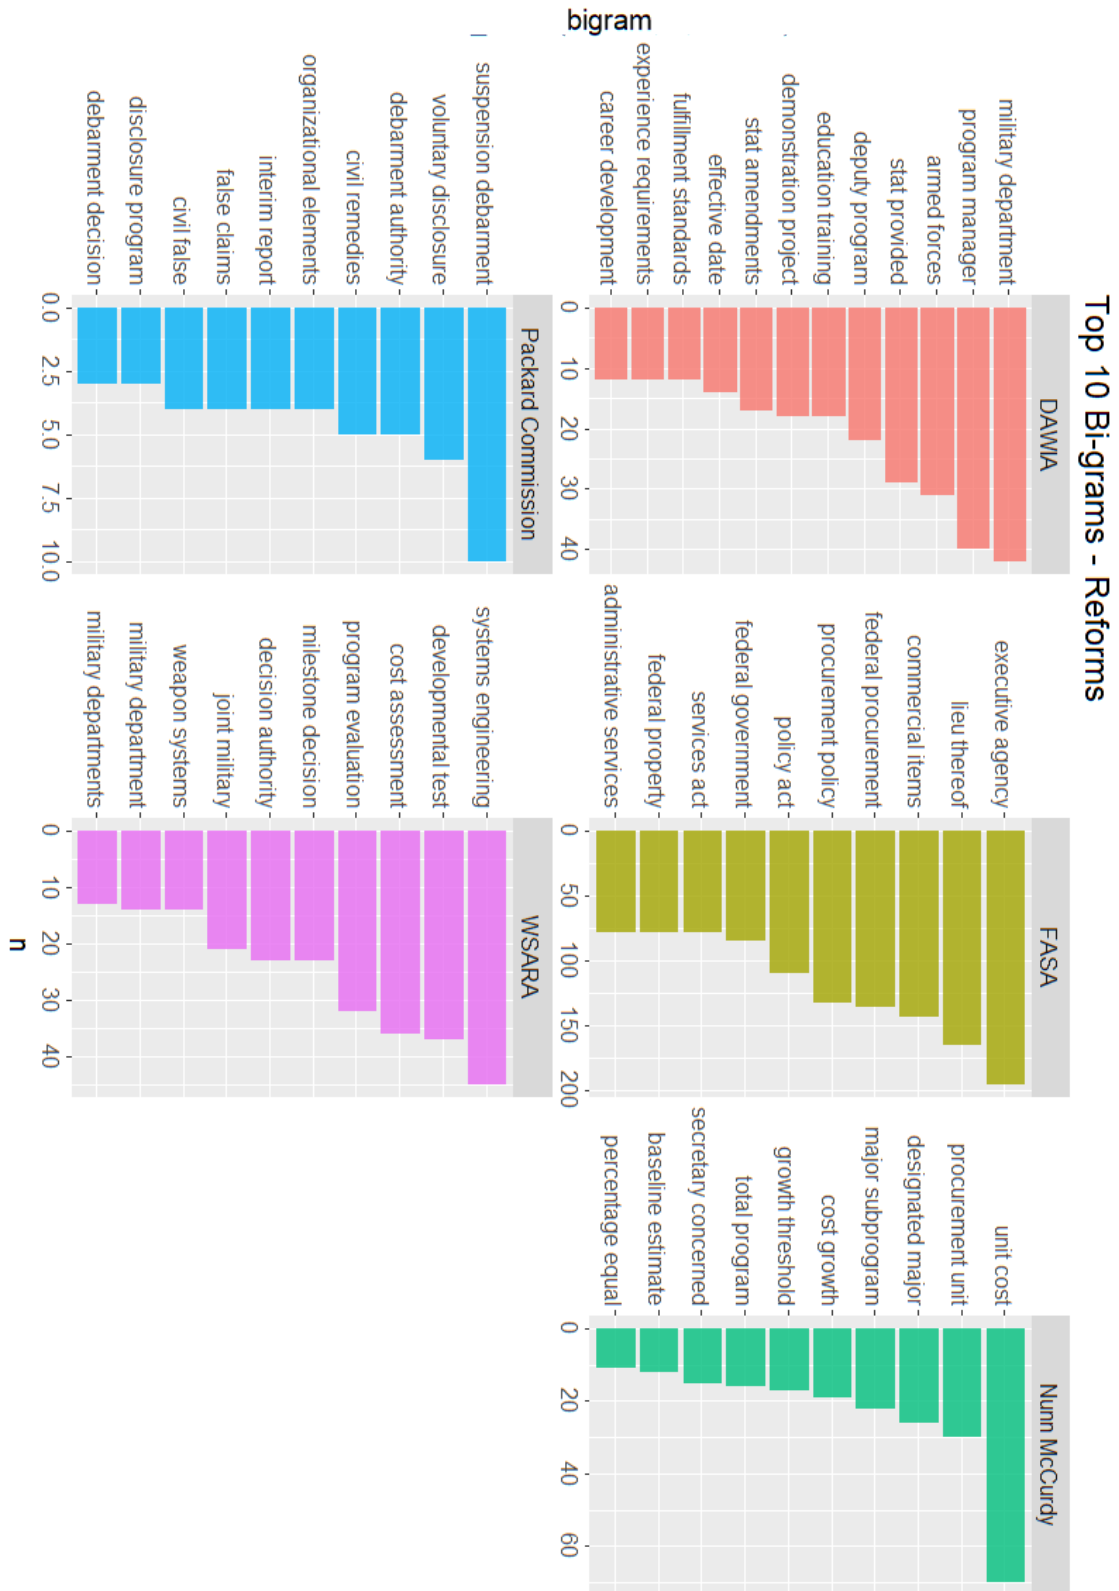 Top 10 Bi-grams - Reforms
bigram
DAWIA
military department
program manager
armed forces
stat provided
deputy program
education training
demonstration project
stat amendments
effective date
fulfillment standards
experience requirements
career development
0 10 20 30 40
FASA
executive agency
lieu thereof
commercial items
federal procurement
procurement policy
policy act
federal government
services act
federal property
administrative services
0 50 100 150 200
Nunn McCurdy
unit cost
procurement unit
designated major
major subprogram
cost growth
growth threshold
total program
secretary concerned
baseline estimate
percentage equal
0 20 40 60
Packard Commission
suspension debarment
voluntary disclosure
debarment authority
civil remedies
organizational elements
interim report
false claims
civil false
disclosure program
debarment decision
0.0 2.5 5.0 7.5 10.0
WSARA
systems engineering
developmental test
cost assessment
program evaluation
milestone decision
decision authority
joint military
weapon systems
military department
military departments
0 10 20 30 40
n